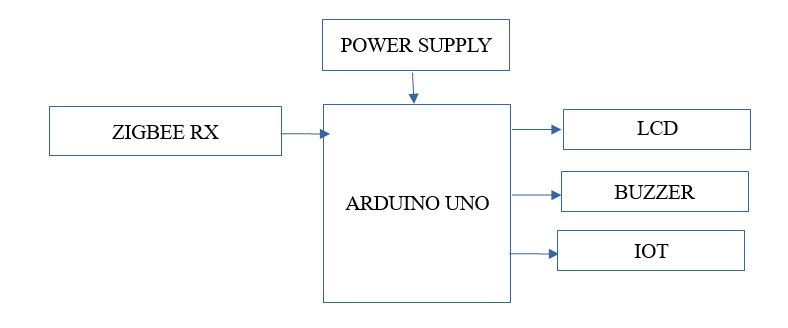 POWER SUPPLY
ZIGBEE RX
ARDUINO UNO
LCD
BUZZER
IOT